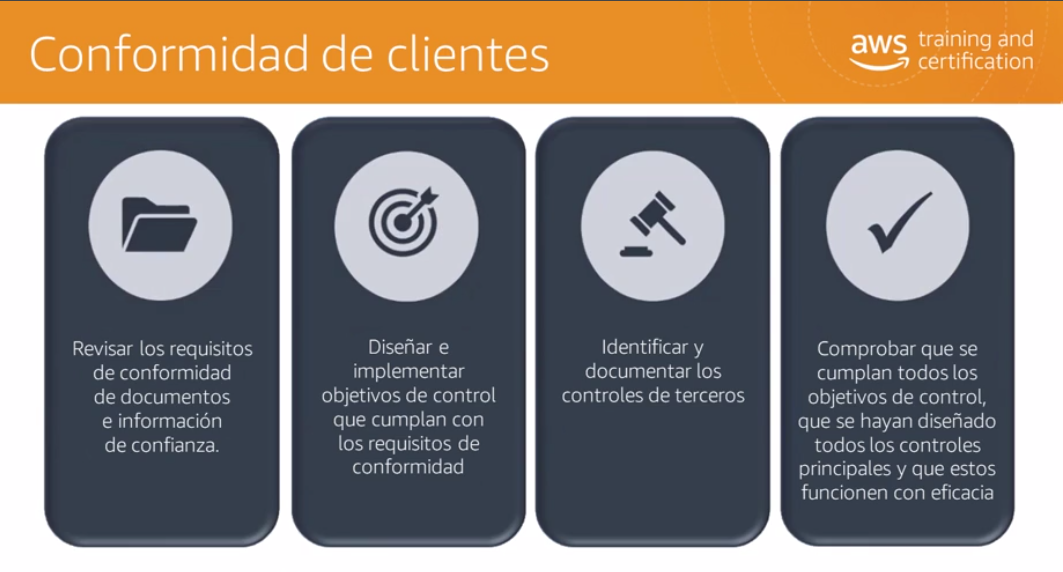 Conformidad de clientes
aws training and
certification
Revisar los requisitos
de conformidad
de documentos
e información
de confianza.
Diseñar e
implementar
objetivos de control
que cumplan con
los requisitos de
conformidad
Identificar y
documentar los
controles de terceros
Comprobar que se
cumplan todos los
objetivos de control,
que se hayan diseñado
todos los controles
principales y que estos
funcionen con eficacia